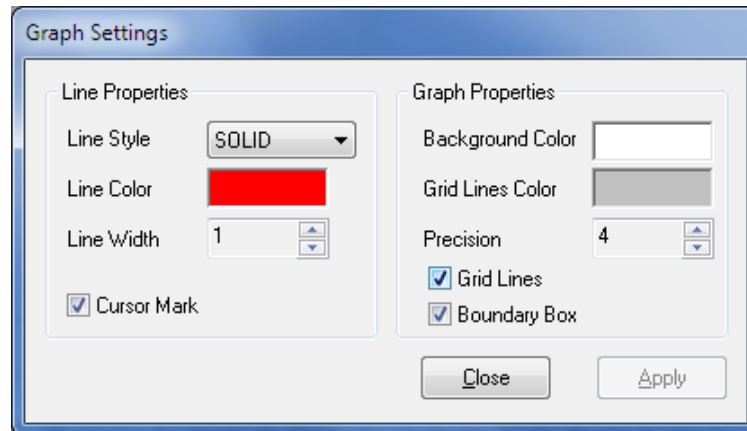 Graph Settings
Line Properties
Line Style SOLID
Line Color
Line Width 1
Cursor Mark
Graph Properties
Background Color
Grid Lines Color
Precision 4
Grid Lines
Boundary Box
Close Apply